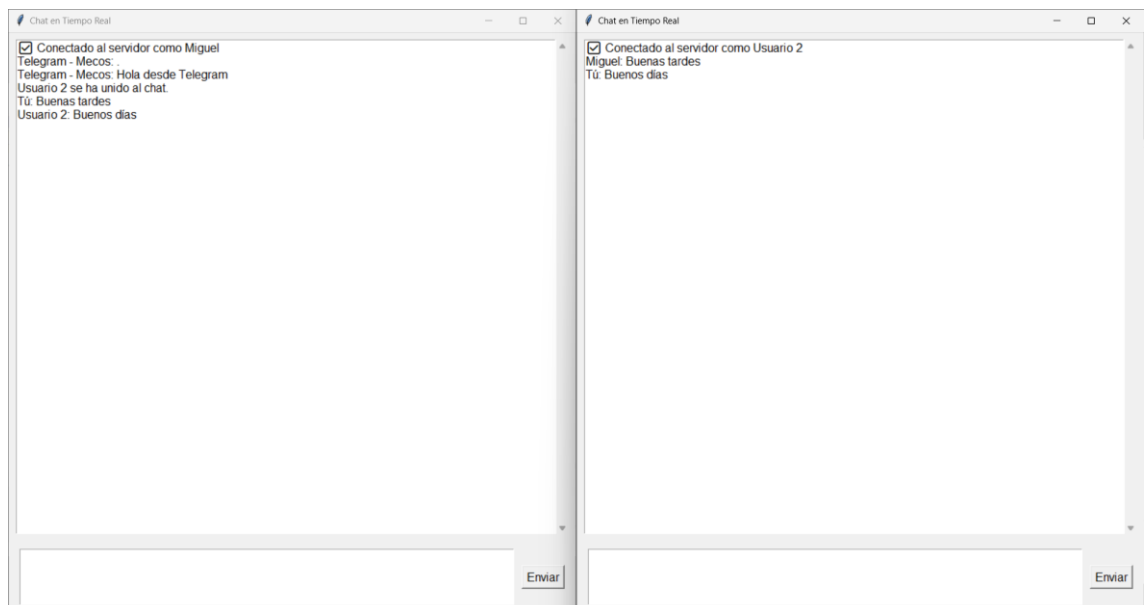 Chat en Tiempo Real
Conectado al servidor como Miguel
Telegram - Mecos: .
Telegram - Mecos: Hola desde Telegram
Usuario 2 se ha unido al chat.
Tú: Buenas tardes
Usuario 2: Buenos días
Enviar
Chat en Tiempo Real
Conectado al servidor como Usuario 2
Miguel: Buenas tardes
Tú: Buenos días
Enviar